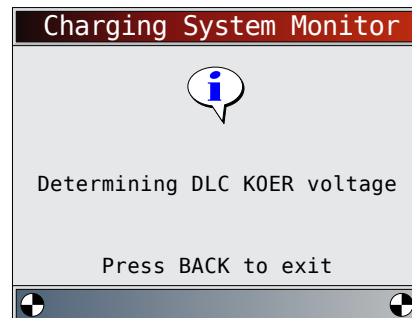 Charging System Monitor
i
Determining DLC KOER voltage
Press BACK to exit